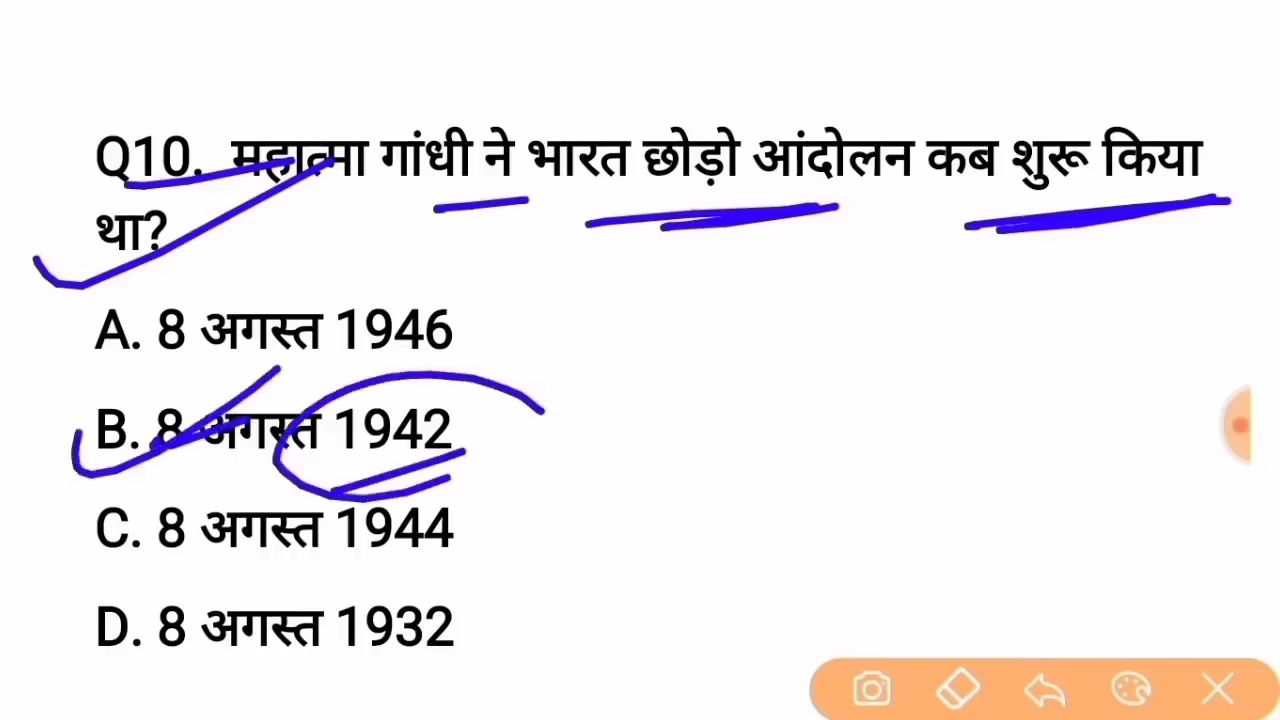 Q10. महात्मा गांधी ने भारत छोड़ो आंदोलन कब शुरू किया
था?
A. 8 अगस्त 1946
B. 8 अगस्त 1942
C. 8 अगस्त 1944
D. 8 अगस्त 1932